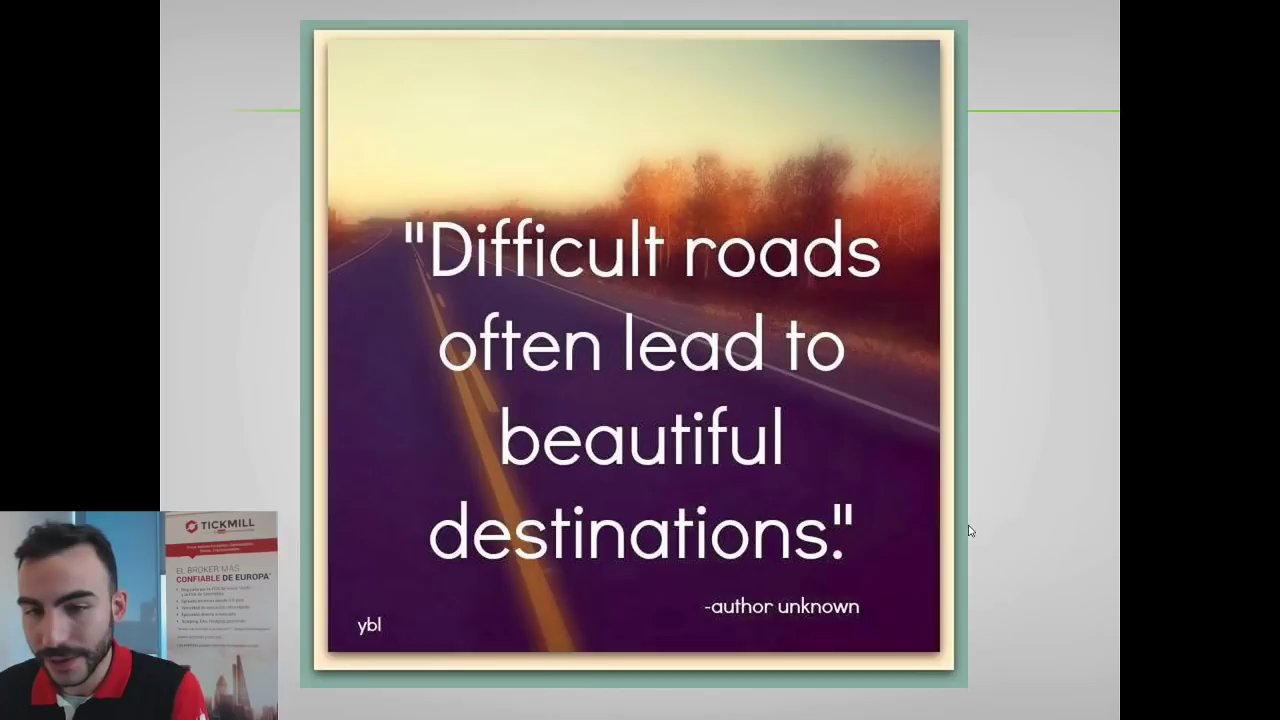 "Difficult roads
often lead to
beautiful
destinations."
-author unknown
ybl
TICKMILL
EL BROKER MÁS
CONFIABLE DE EUROPA*